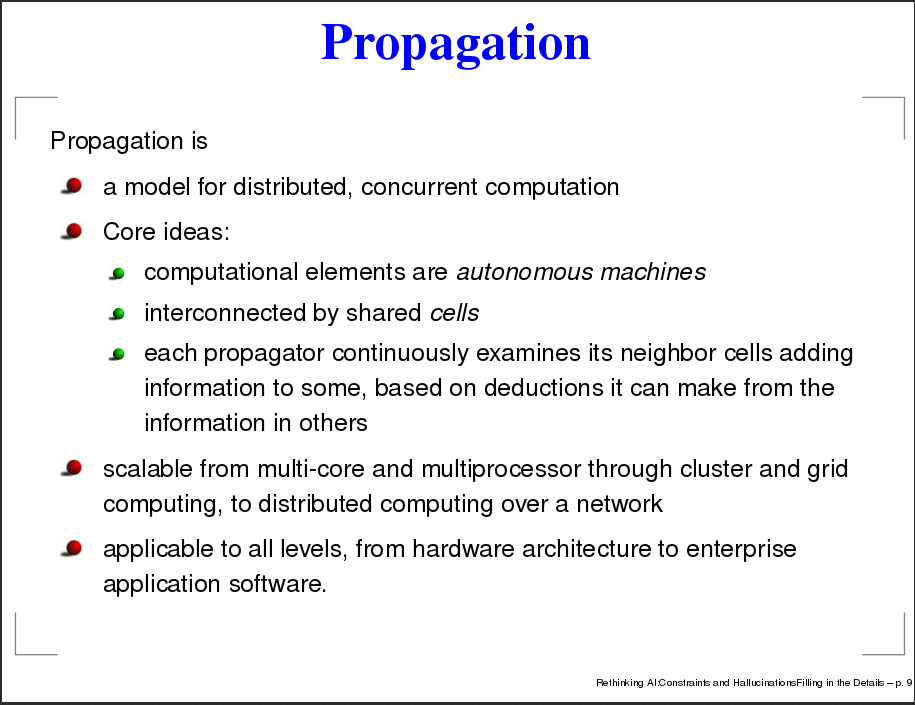 Propagation
Propagation is
a model for distributed, concurrent computation
Core ideas:
computational elements are autonomous machines
interconnected by shared cells
each propagator continuously examines its neighbor cells adding
information to some, based on deductions it can make from the
information in others
scalable from multi-core and multiprocessor through cluster and grid
computing, to distributed computing over a network
applicable to all levels, from hardware architecture to enterprise
application software.
Rethinking AI:Constraints and HallucinationsFilling in the Details – p. 9